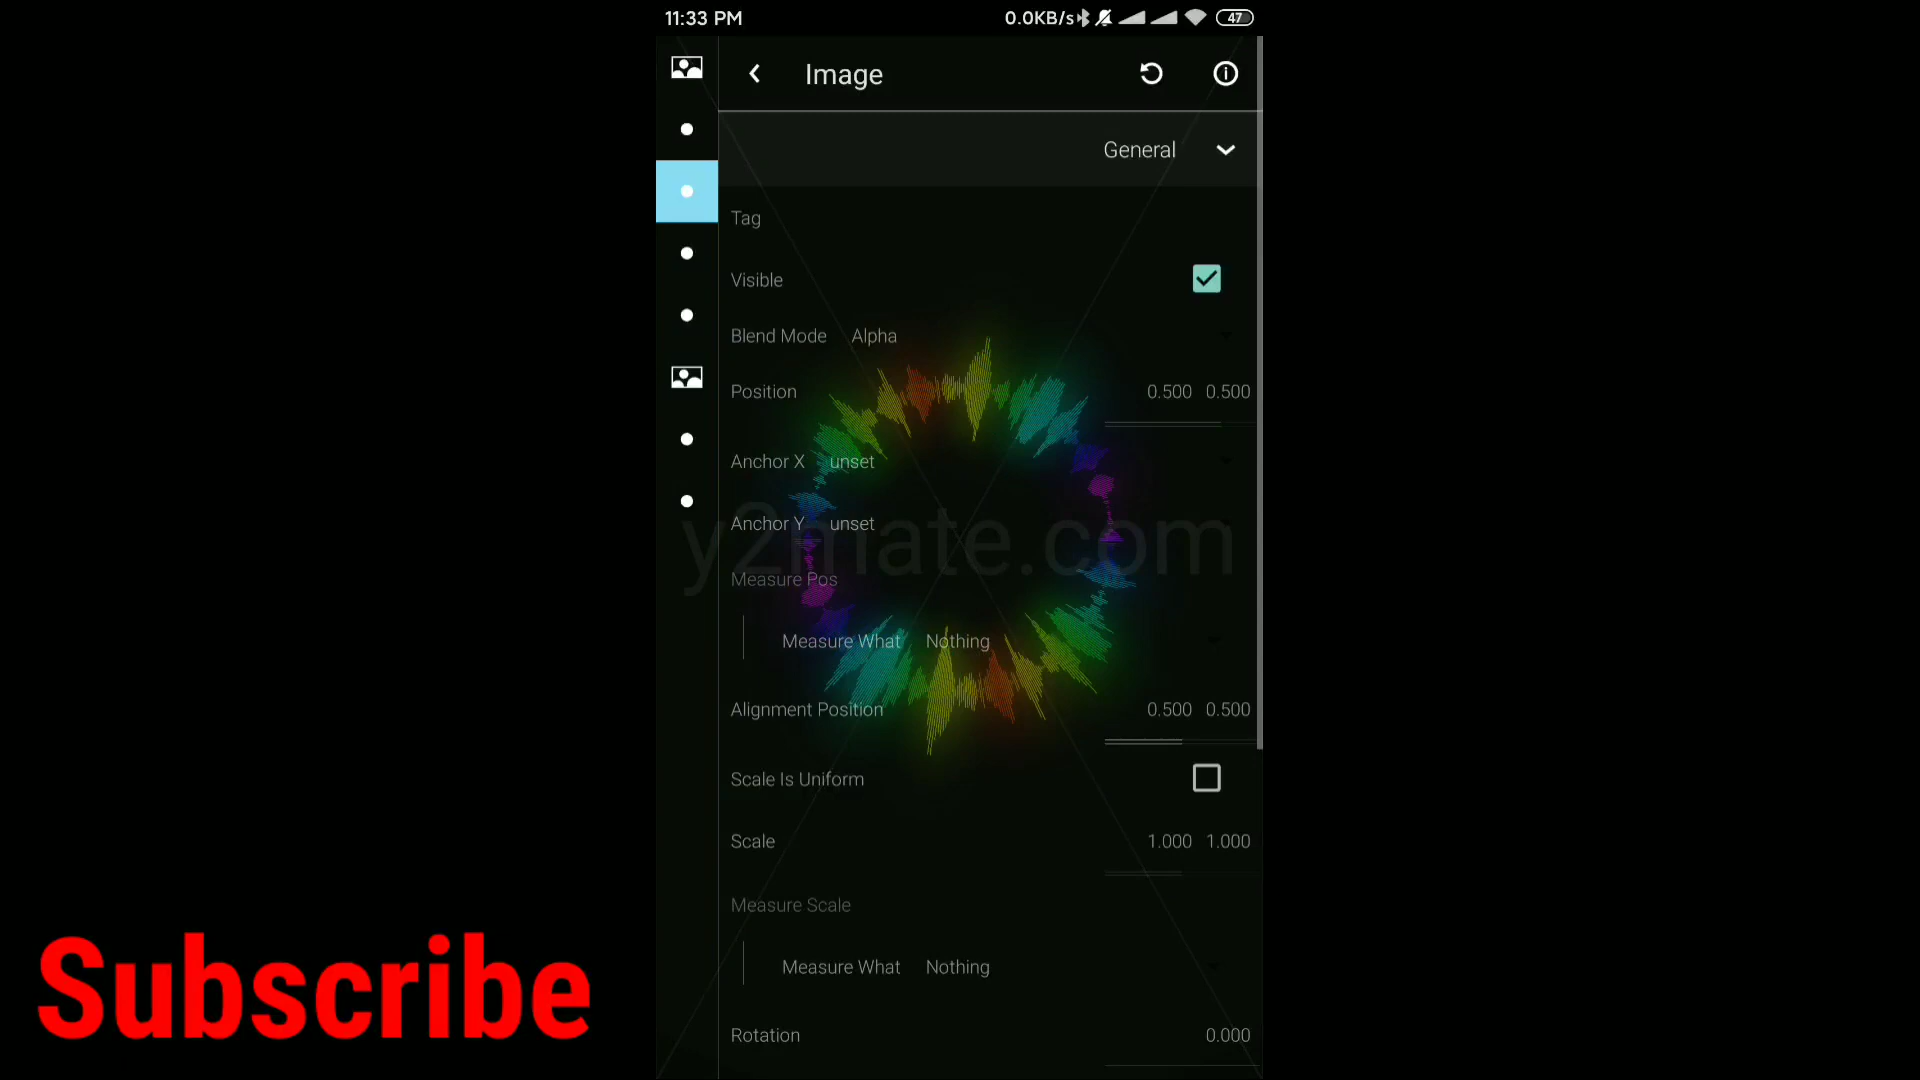 11:33 PM 0.0KB/s 47
Image
General
Tag
Visible
Blend Mode Alpha
Position 0.500 0.500
Anchor X unset
Anchor Y unset
y2mate.com
Measure Pos
Measure What Nothing
Alignment Position 0.500 0.500
Scale Is Uniform
Scale 1.000 1.000
Measure Scale
Measure What Nothing
Subscribe
Rotation 0.000